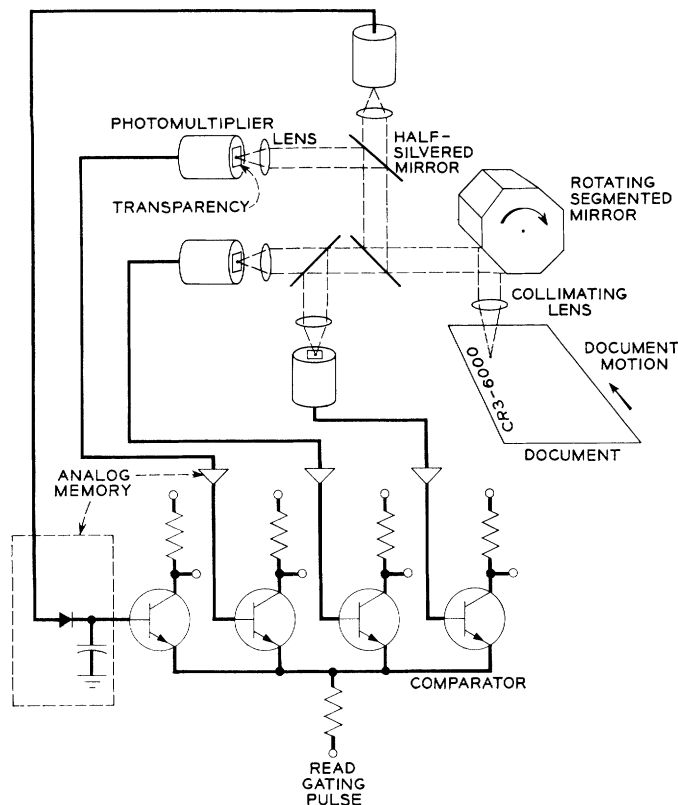 PHOTOMULTIPLIER
LENS
HALF-
SILVERED
MIRROR
TRANSPARENCY
ROTATING
SEGMENTED
MIRROR
COLLIMATING
LENS
CR3-6000
DOCUMENT
MOTION
DOCUMENT
ANALOG
MEMORY
COMPARATOR
READ
GATING
PULSE